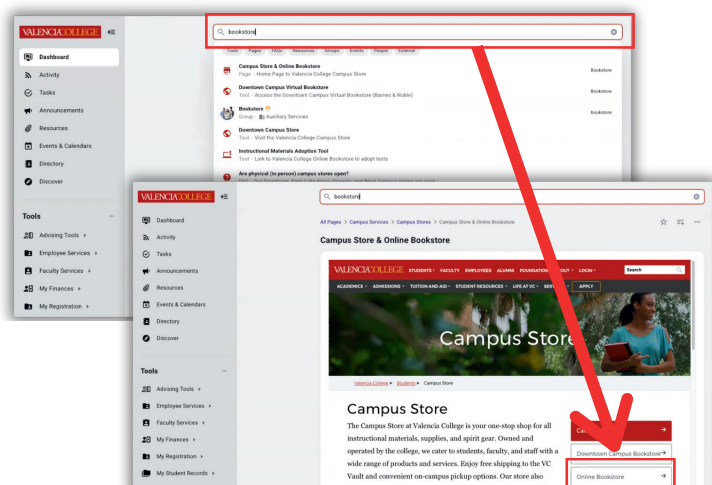 VALENCIACOLLEGE
bookstore
Tools Pages FAQs Resources Groups Events People External
Dashboard
Activity
Tasks
Announcements
Resources
Events & Calendars
Directory
Discover
Tools
Advising Tools
Employee Services
Faculty Services
My Finances
My Registration
Campus Store & Online Bookstore
Page · Home Page to Valencia College Campus Store
Bookstore
Downtown Campus Virtual Bookstore
Tool · Access the Downtown Campus Virtual Bookstore (Barnes & Noble)
Bookstore
Bookstore
Group · Auxiliary Services
bookstore
Downtown Campus Store
Tool · Visit the Valencia College Campus Store
Instructional Materials Adoption Tool
Tool · Link to Valencia College Online Bookstore to adopt texts
Are physical (in person) campus stores open?
VALENCIACOLLEGE
bookstore
Dashboard
Activity
Tasks
Announcements
Resources
Events & Calendars
Directory
Discover
Tools
Advising Tools
Employee Services
Faculty Services
My Finances
My Registration
My Student Records
All Pages > Campus Services > Campus Stores > Campus Store & Online Bookstore
Campus Store & Online Bookstore
VALENCIACOLLEGE STUDENTS FACULTY EMPLOYEES ALUMNI FOUNDATION LOGIN Search
ACADEMICS ADMISSIONS TUITION AND AID STUDENT RESOURCES LIFE AT VC APPLY
Campus Store
Valencia College Students Campus Store
Campus Store
The Campus Store at Valencia College is your one-stop shop for all
instructional materials, supplies, and spirit gear. Owned and
operated by the college, we cater to students, faculty, and staff with a
wide range of products and services. Enjoy free shipping to the VC
Vault and convenient on-campus pickup options. Our store also
Downtown Campus Bookstore
Online Bookstore